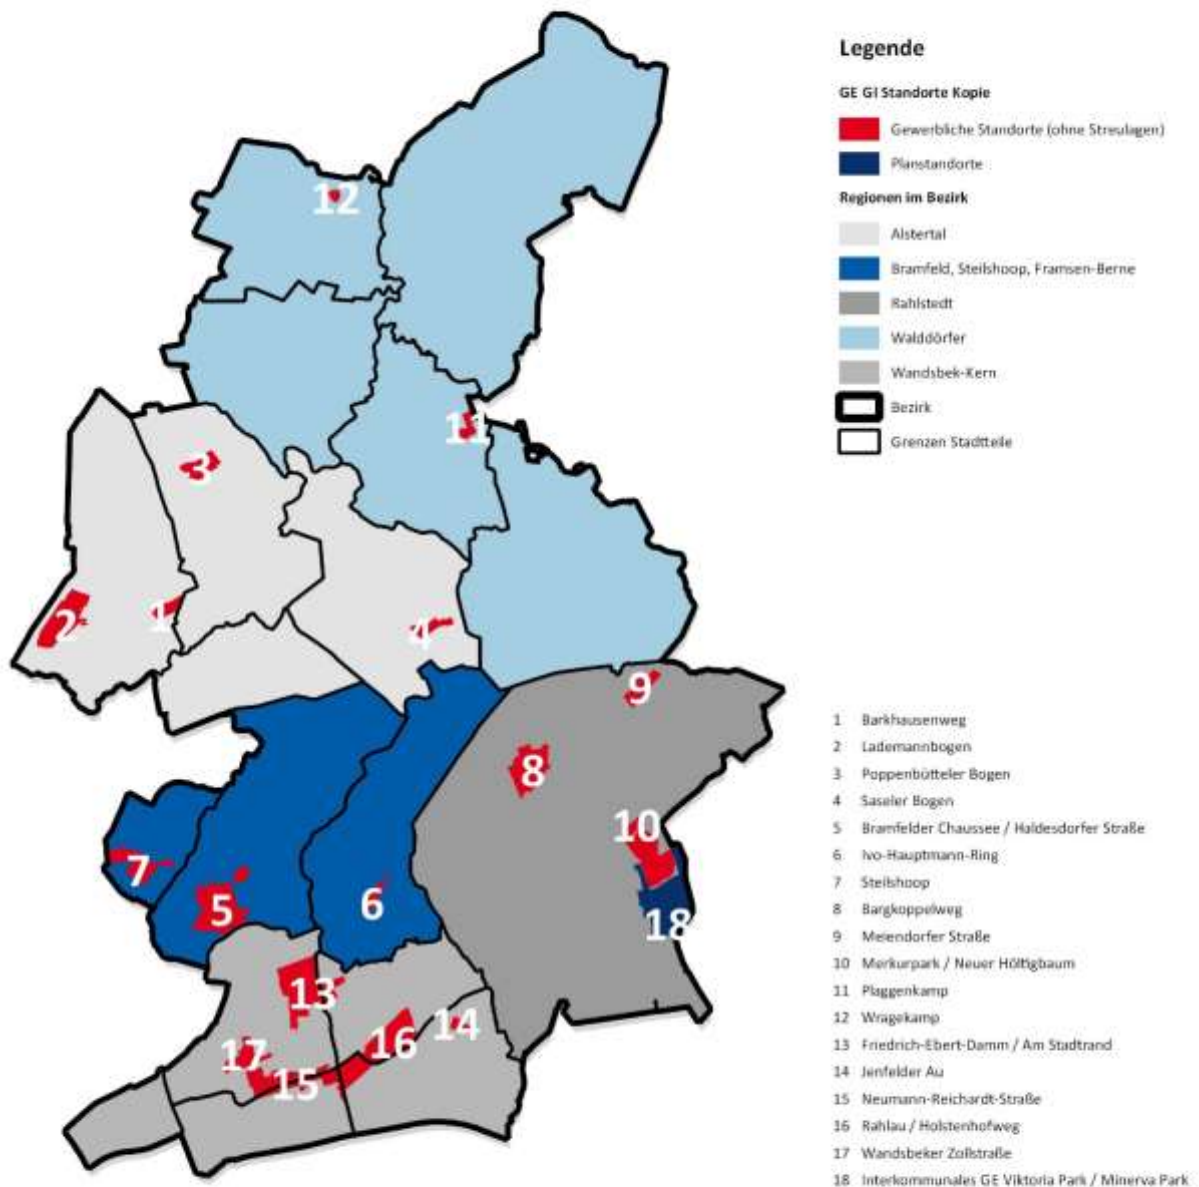 Legende
GE GI Standorte Kopie
Gewerbliche Standorte (ohne Streulagen)
Planstandorte
Regionen im Bezirk
Alstertal
Bramfeld, Steilshoop, Framsen-Berne
Rahlstedt
Walddörfer
Wandsbek-Kern
Bezirk
Grenzen Stadtteile
12
11
3
2
1
4
9
8
10
7
5
6
18
13
14
16
17
15
1 Barkhausenweg
2 Lademannbogen
3 Poppenbütteler Bogen
4 Saseler Bogen
5 Bramfelder Chaussee / Haldesdorfer Straße
6 Ivo-Hauptmann-Ring
7 Steilshoop
8 Bargkoppelweg
9 Meiendorfer Straße
10 Merkurpark / Neuer Höltigbaum
11 Plaggenkamp
12 Wragekamp
13 Friedrich-Ebert-Damm / Am Stadtrand
14 Jenfelder Au
15 Neumann-Reichardt-Straße
16 Rahlau / Holstenhofweg
17 Wandsbeker Zollstraße
18 Interkommunales GE Viktoria Park / Minerva Park